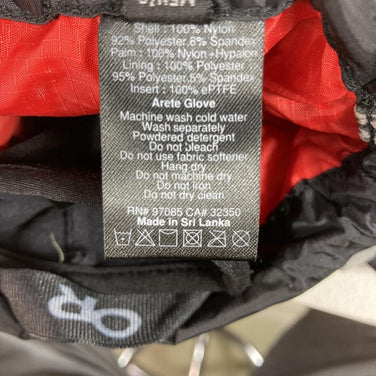 MEN'S
Shell : 100% Nylon
92% Polyester,8% Spandex
Palm : 100% Nylon+Hypalon
Lining : 100% Polyester
95% Polyester,5% Spandex
Insert : 100% ePTFE
Arete Glove
Machine wash cold water
Wash separately
Powdered detergent
Do not bleach
Do not use fabric softener
Hang dry
Do not machine dry
Do not iron
Do not dry clean
RN# 97085 CA# 32350
Made in Sri Lanka
OR